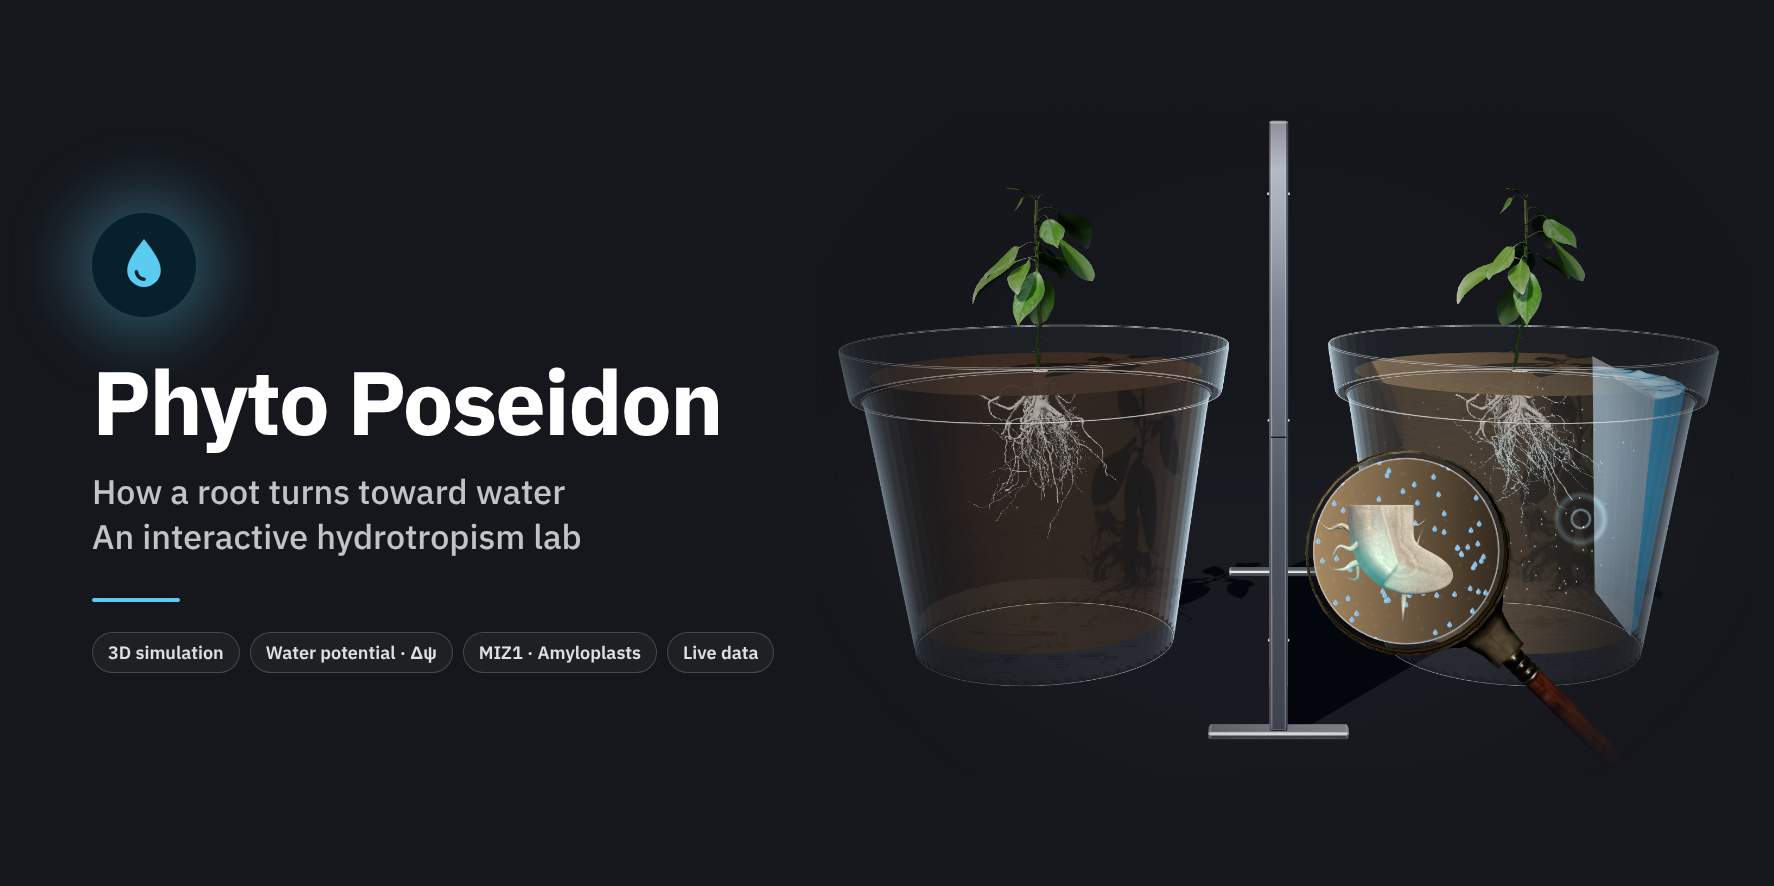 Phyto Poseidon
How a root turns toward water
An interactive hydrotropism lab
3D simulation
Water potential · Δψ
MIZ1 · Amyloplasts
Live data